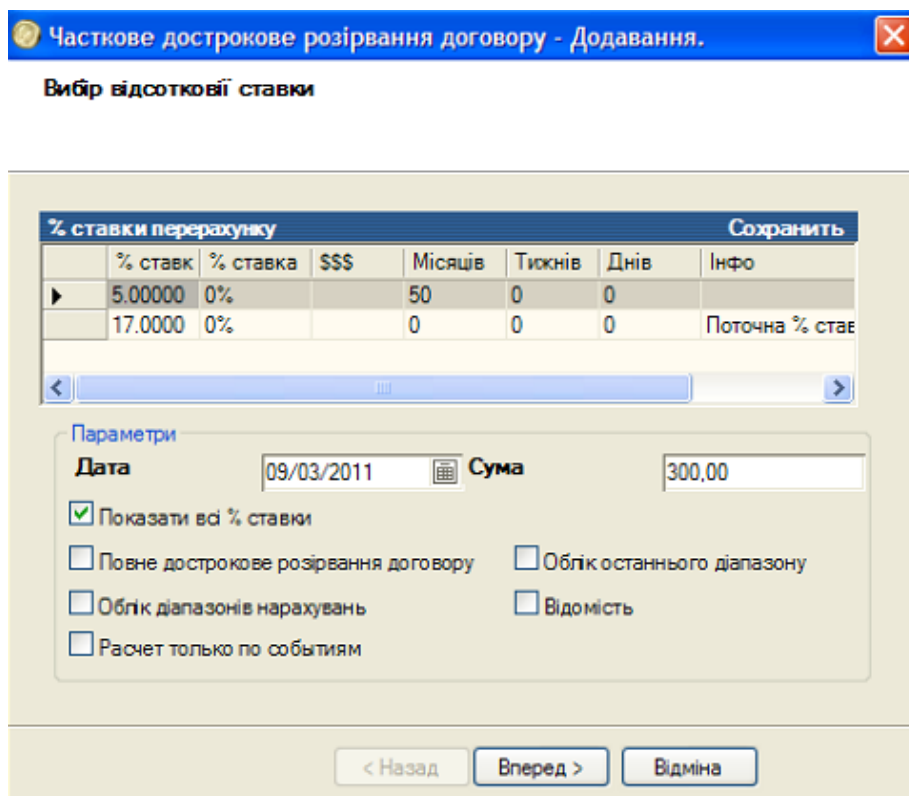 Часткове дострокове розірвання договору - Додавання.
Вибір відсоткової ставки
% ставки перерахунку Сохранить
% ставк % ставка $$$ Місяців Тижнів Днів Інфо
5.00000 0% 50 0 0
17.0000 0% 0 0 0 Поточна % став
Параметри
Дата 09/03/2011 Сума 300,00
Показати всі % ставки
Повне дострокове розірвання договору Облік останнього діапазону
Облік діапазонів нарахувань Відомість
Расчет только по событиям
< Назад Вперед > Відміна